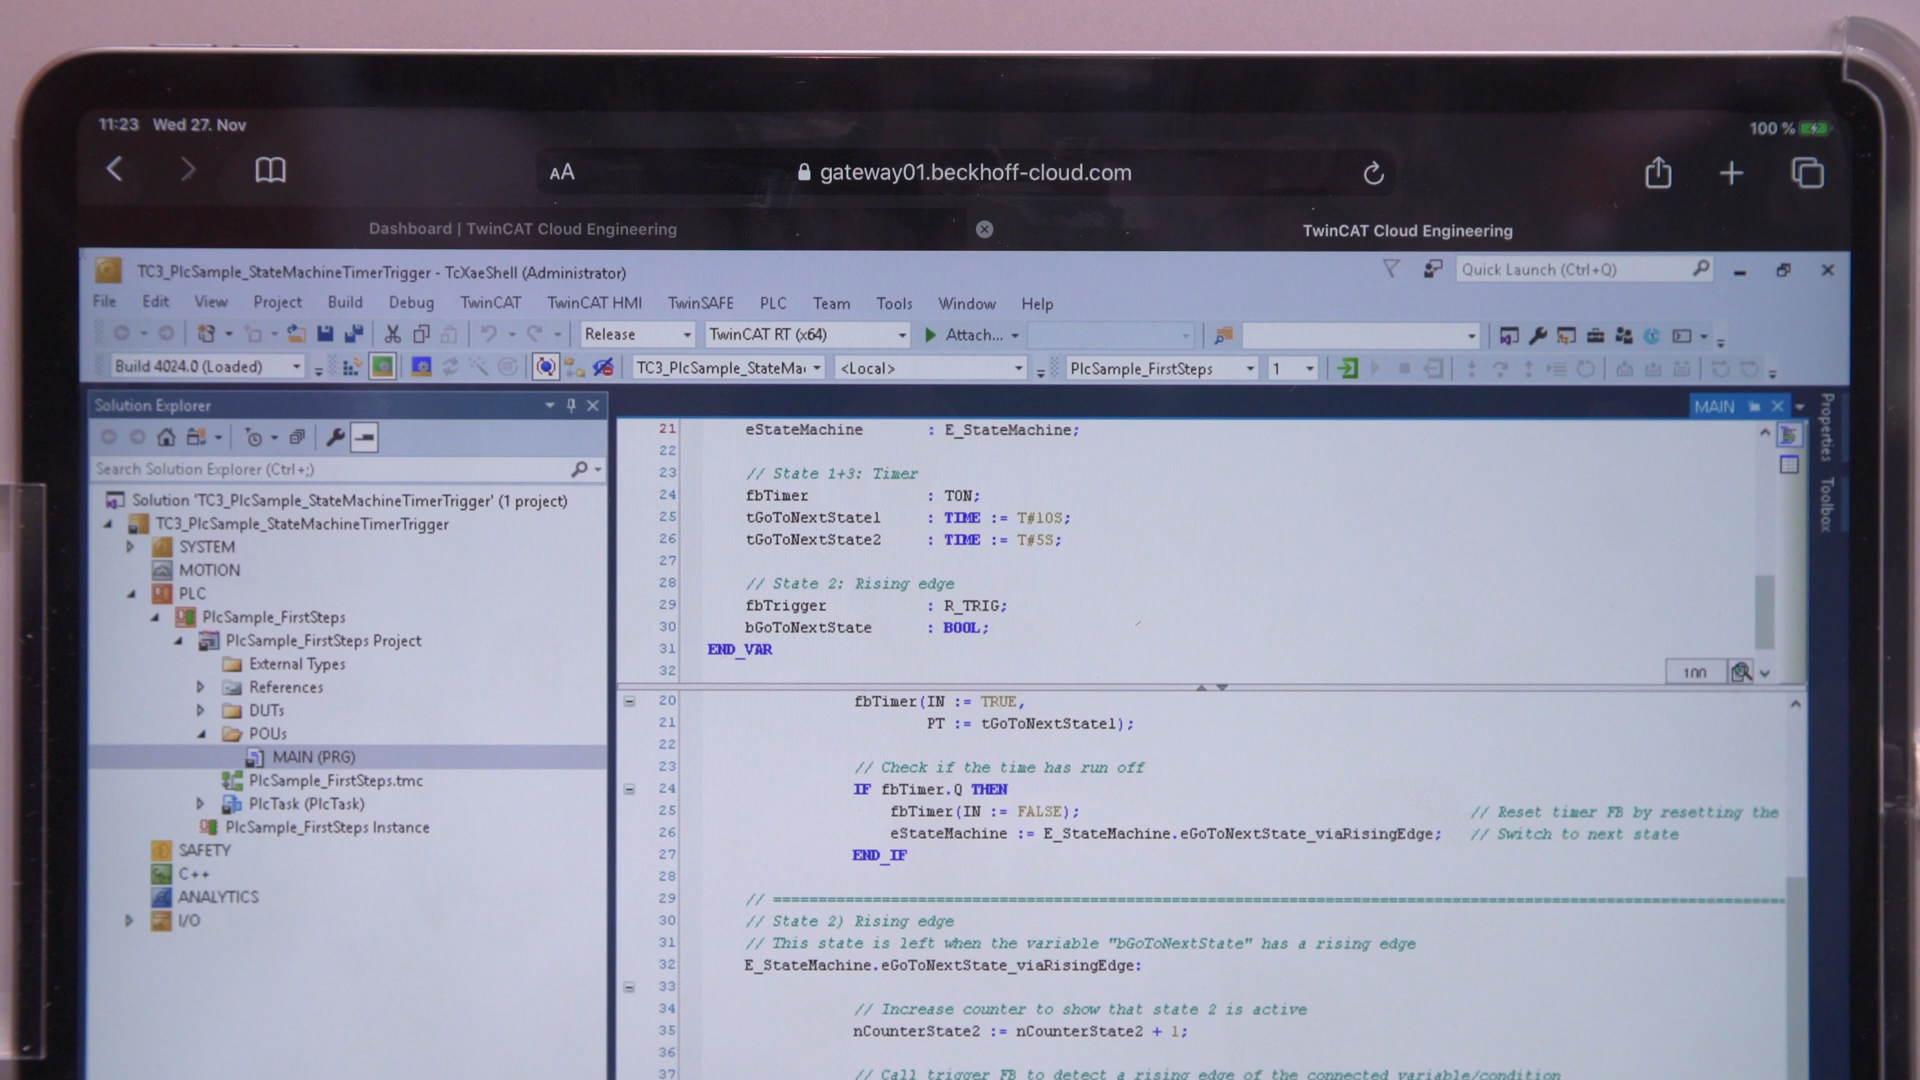 11:23 Wed 27. Nov
100 %
AA
gateway01.beckhoff-cloud.com
Dashboard | TwinCAT Cloud Engineering
TwinCAT Cloud Engineering
TC3_PlcSample_StateMachineTimerTrigger - TcXaeShell (Administrator)
Quick Launch (Ctrl+Q)
File Edit View Project Build Debug TwinCAT TwinCAT HMI TwinSAFE PLC Team Tools Window Help
Release
TwinCAT RT (x64)
Attach...
Build 4024.0 (Loaded)
TC3_PlcSample_StateMa
<Local>
PlcSample_FirstSteps
1
Solution Explorer
Search Solution Explorer (Ctrl+;)
Solution 'TC3_PlcSample_StateMachineTimerTrigger' (1 project)
TC3_PlcSample_StateMachineTimerTrigger
SYSTEM
MOTION
PLC
PlcSample_FirstSteps
PlcSample_FirstSteps Project
External Types
References
DUTs
POUs
MAIN (PRG)
PlcSample_FirstSteps.tmc
PlcTask (PlcTask)
PlcSample_FirstSteps Instance
SAFETY
C++
ANALYTICS
I/O
MAIN
Properties
Toolbox
21 eStateMachine : E_StateMachine;
22
23 // State 1+3: Timer
24 fbTimer : TON;
25 tGoToNextState1 : TIME := T#10S;
26 tGoToNextState2 : TIME := T#5S;
27
28 // State 2: Rising edge
29 fbTrigger : R_TRIG;
30 bGoToNextState : BOOL;
31 END_VAR
32
100
20 fbTimer(IN := TRUE,
21 PT := tGoToNextState1);
22
23 // Check if the time has run off
24 IF fbTimer.Q THEN
25 fbTimer(IN := FALSE); // Reset timer FB by resetting the
26 eStateMachine := E_StateMachine.eGoToNextState_viaRisingEdge; // Switch to next state
27 END_IF
28
29 // ================================================================
30 // State 2) Rising edge
31 // This state is left when the variable "bGoToNextState" has a rising edge
32 E_StateMachine.eGoToNextState_viaRisingEdge:
33
34 // Increase counter to show that state 2 is active
35 nCounterState2 := nCounterState2 + 1;
36
37 // Call trigger FB to detect a rising edge of the connected variable/condition